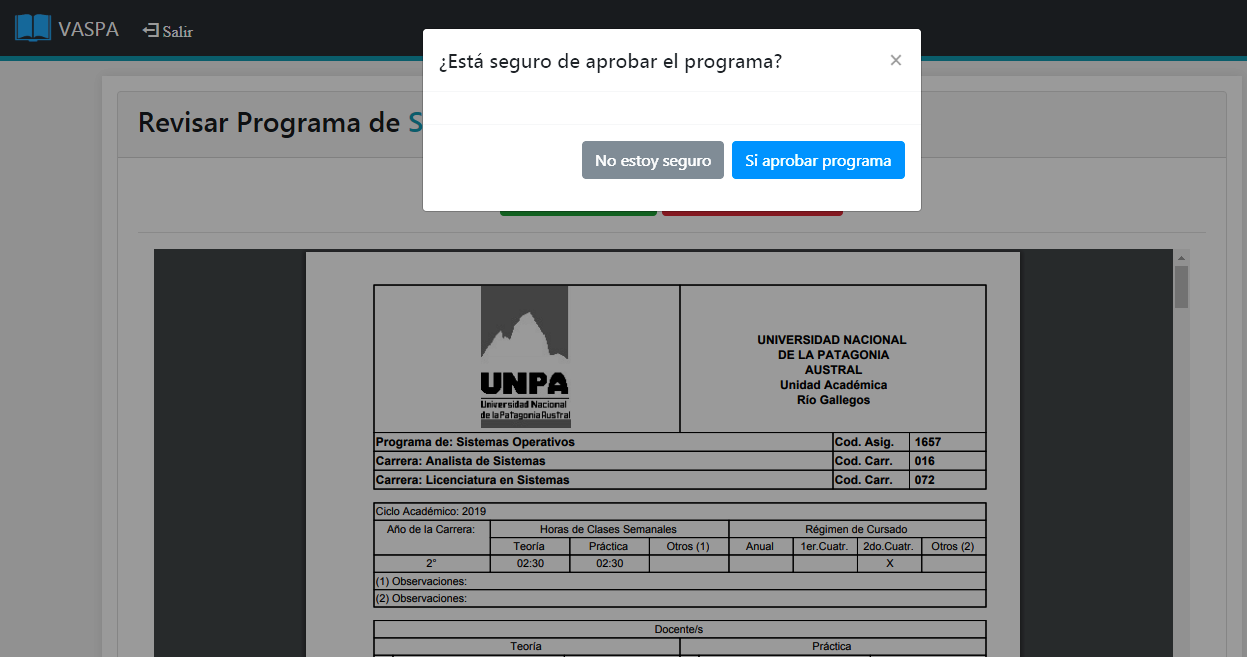 VASPA
Salir
¿Está seguro de aprobar el programa?
×
No estoy seguro
Si aprobar programa
Revisar Programa de
UNPA
Universidad Nacional
de la Patagonia Austral
UNIVERSIDAD NACIONAL
DE LA PATAGONIA
AUSTRAL
Unidad Académica
Río Gallegos
Programa de: Sistemas Operativos Cod. Asig. 1657
Carrera: Analista de Sistemas Cod. Carr. 016
Carrera: Licenciatura en Sistemas Cod. Carr. 072
Ciclo Académico: 2019
Año de la Carrera: Horas de Clases Semanales Régimen de Cursado
Teoría Práctica Otros (1) Anual 1er.Cuatr. 2do.Cuatr. Otros (2)
2° 02:30 02:30 X
(1) Observaciones:
(2) Observaciones:
Docente/s
Teoría Práctica